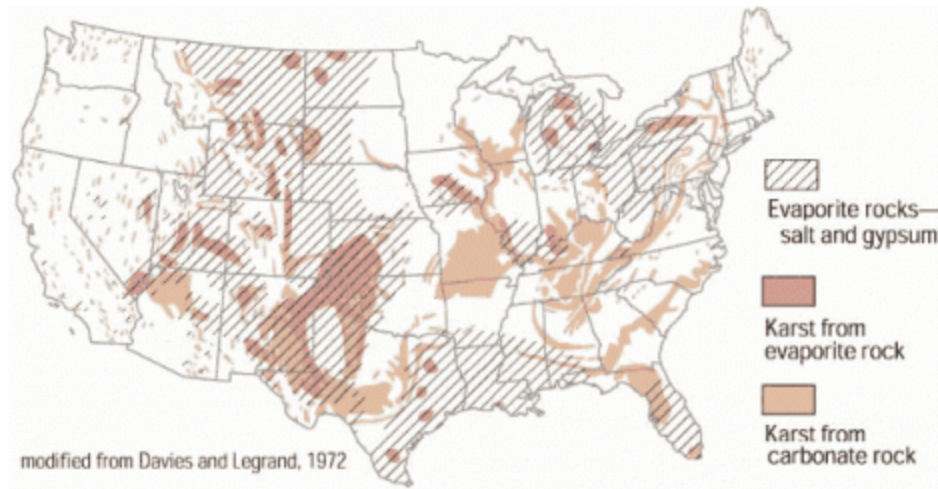 Evaporite rocks—
salt and gypsum
Karst from
evaporite rock
Karst from
carbonate rock
modified from Davies and Legrand, 1972